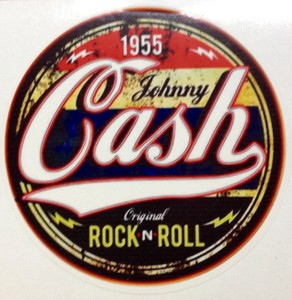 1955
Johnny
Cash
Original
ROCK N ROLL